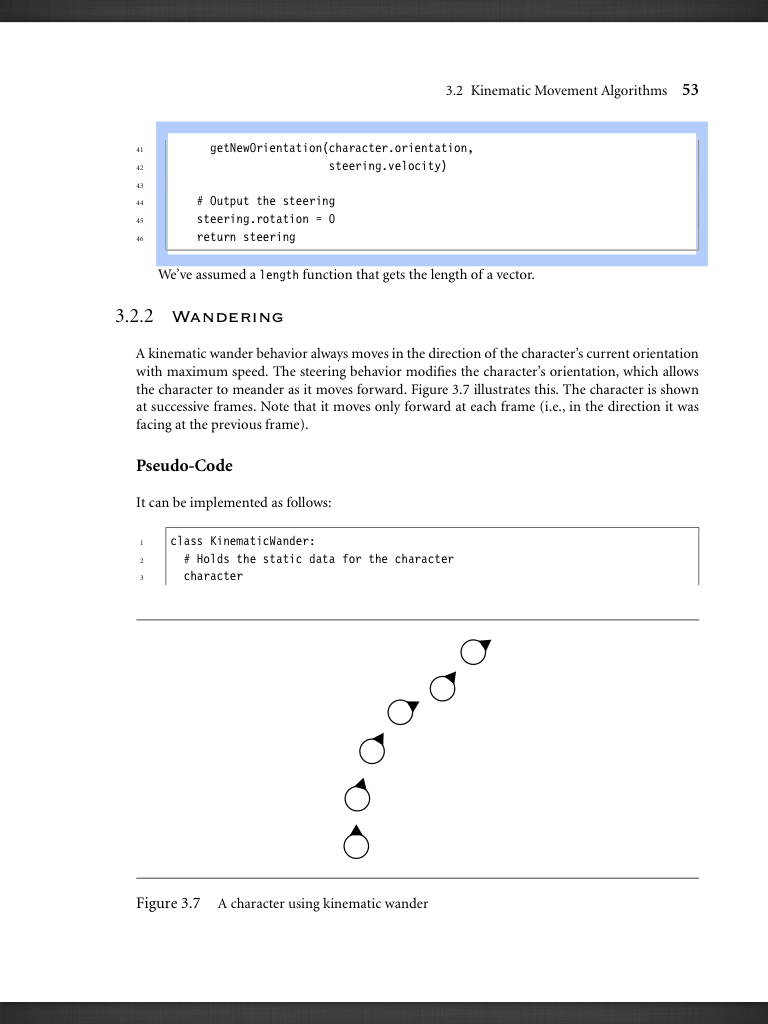 3.2 Kinematic Movement Algorithms 53
41 getNewOrientation(character.orientation,
42 steering.velocity)
43
44 # Output the steering
45 steering.rotation = 0
46 return steering
We've assumed a length function that gets the length of a vector.
3.2.2 WANDERING
A kinematic wander behavior always moves in the direction of the character's current orientation
with maximum speed. The steering behavior modifies the character's orientation, which allows
the character to meander as it moves forward. Figure 3.7 illustrates this. The character is shown
at successive frames. Note that it moves only forward at each frame (i.e., in the direction it was
facing at the previous frame).
Pseudo-Code
It can be implemented as follows:
1 class KinematicWander:
2 # Holds the static data for the character
3 character
Figure 3.7 A character using kinematic wander